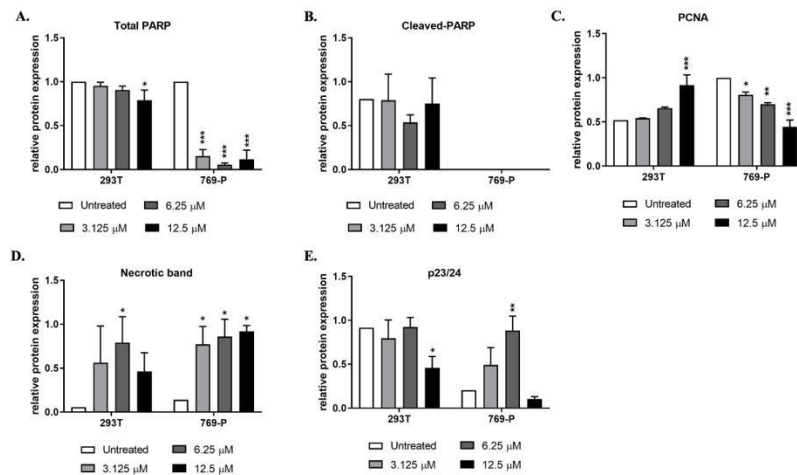 A.
Total PARP
relative protein expression
1.5
1.0
0.5
0.0
*
***
***
***
293T
769-P
Untreated
6.25 µM
3.125 µM
12.5 µM
B.
Cleaved-PARP
relative protein expression
1.5
1.0
0.5
0.0
293T
769-P
Untreated
6.25 µM
3.125 µM
12.5 µM
C.
PCNA
relative protein expression
1.5
1.0
0.5
0.0
***
*
**
***
293T
769-P
Untreated
6.25 µM
3.125 µM
12.5 µM
D.
Necrotic band
relative protein expression
1.5
1.0
0.5
0.0
*
*
*
*
293T
769-P
Untreated
6.25 µM
3.125 µM
12.5 µM
E.
p23/24
relative protein expression
1.5
1.0
0.5
0.0
*
**
293T
769-P
Untreated
6.25 µM
3.125 µM
12.5 µM